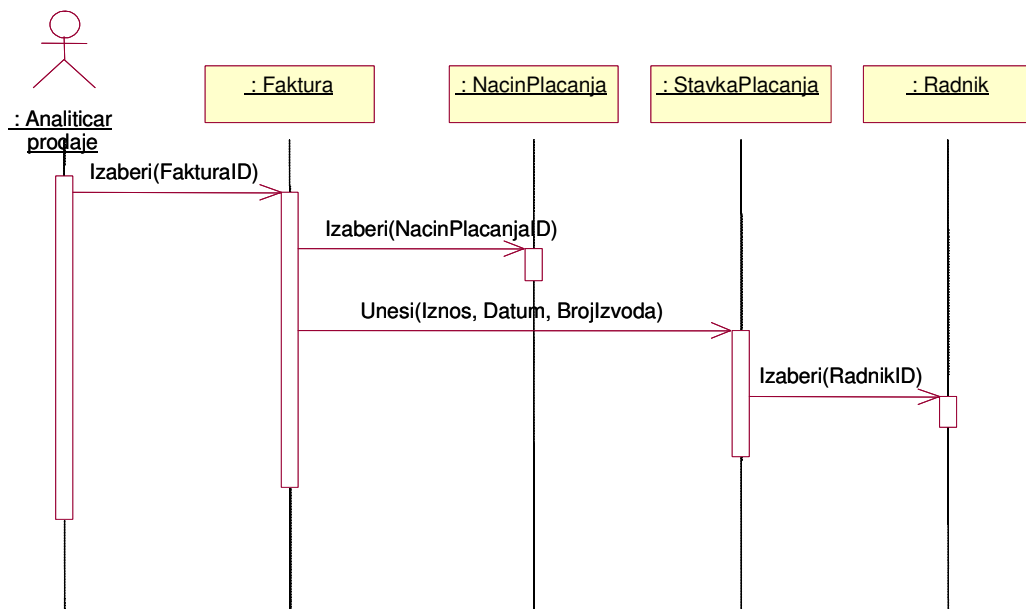 : Analiticar
prodaje
: Faktura
: NacinPlacanja
: StavkaPlacanja
: Radnik
Izaberi(FakturaID)
Izaberi(NacinPlacanjaID)
Unesi(Iznos, Datum, BrojIzvoda)
Izaberi(RadnikID)